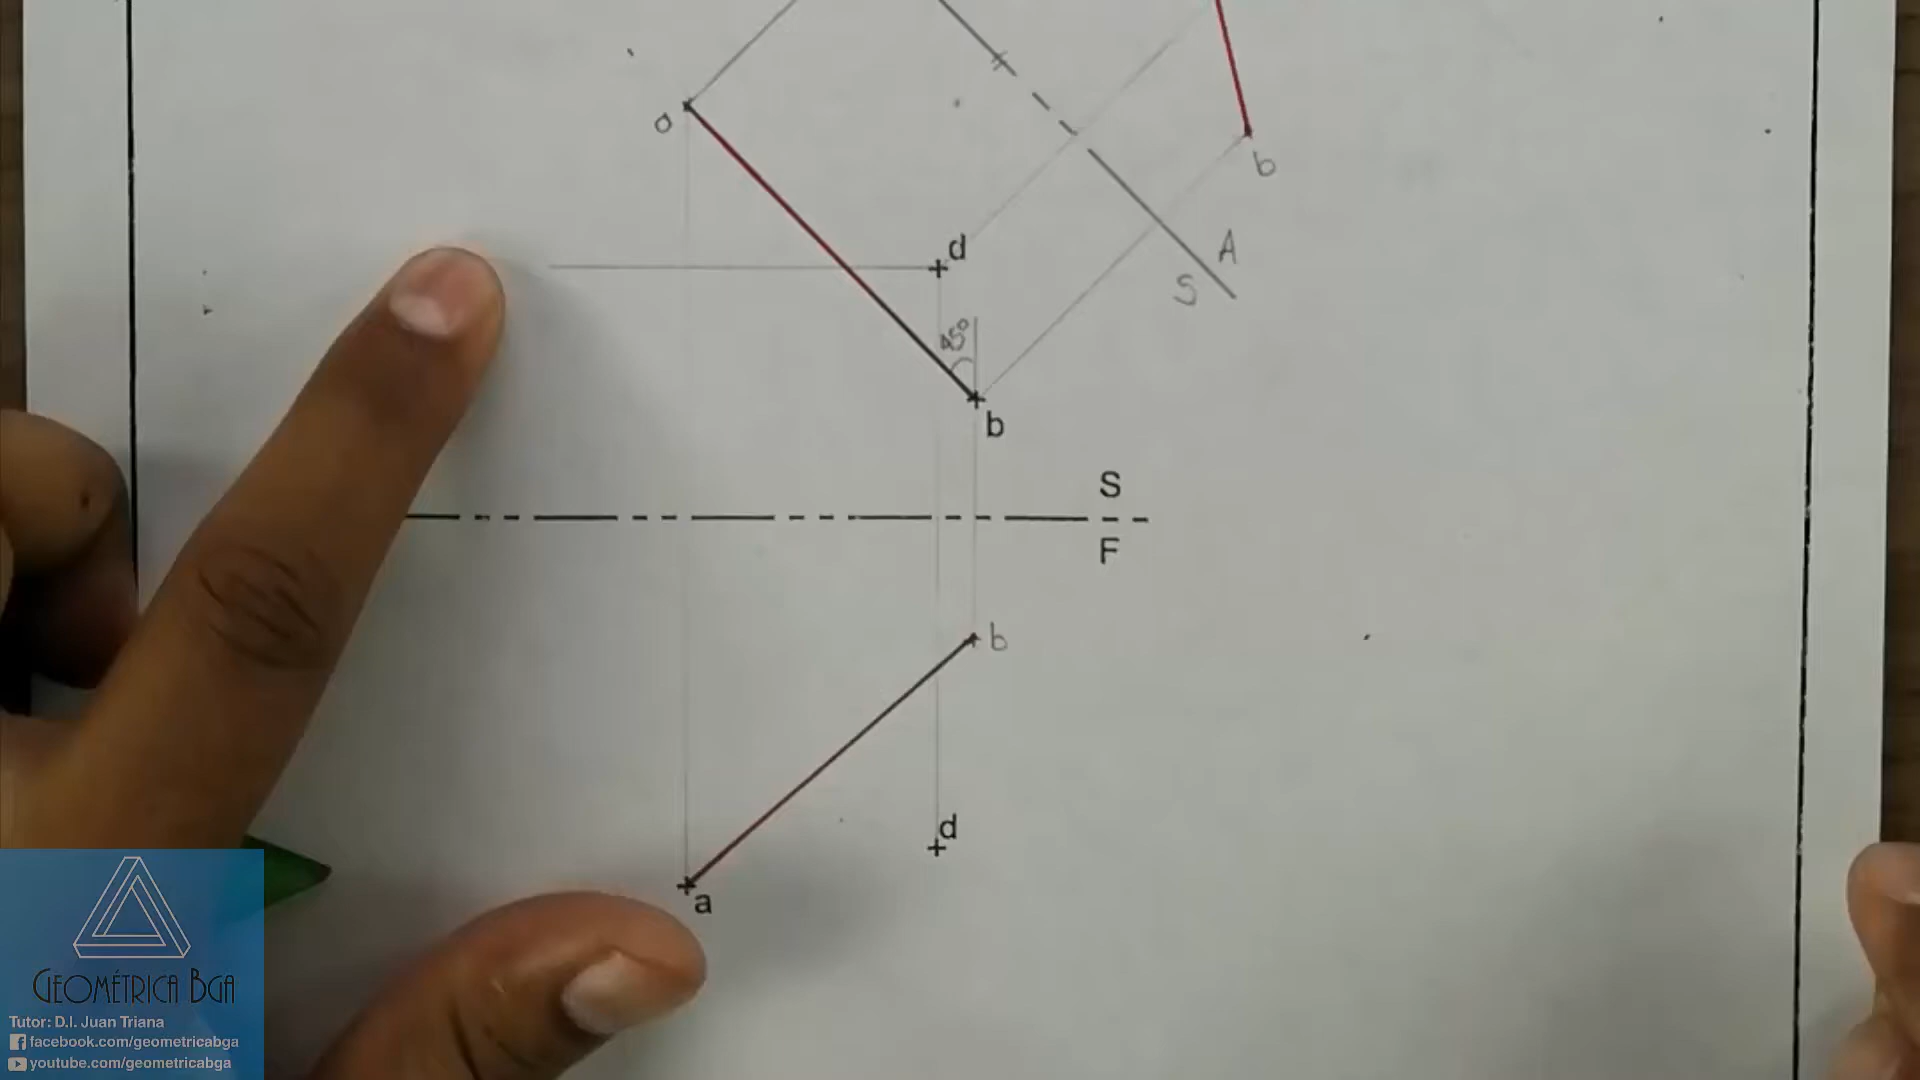 a
b
d
A
S
45°
b
S
F
b
d
a
GEOMÉTRICA BGA
Tutor: D.I. Juan Triana
facebook.com/geometricabga
youtube.com/geometricabga